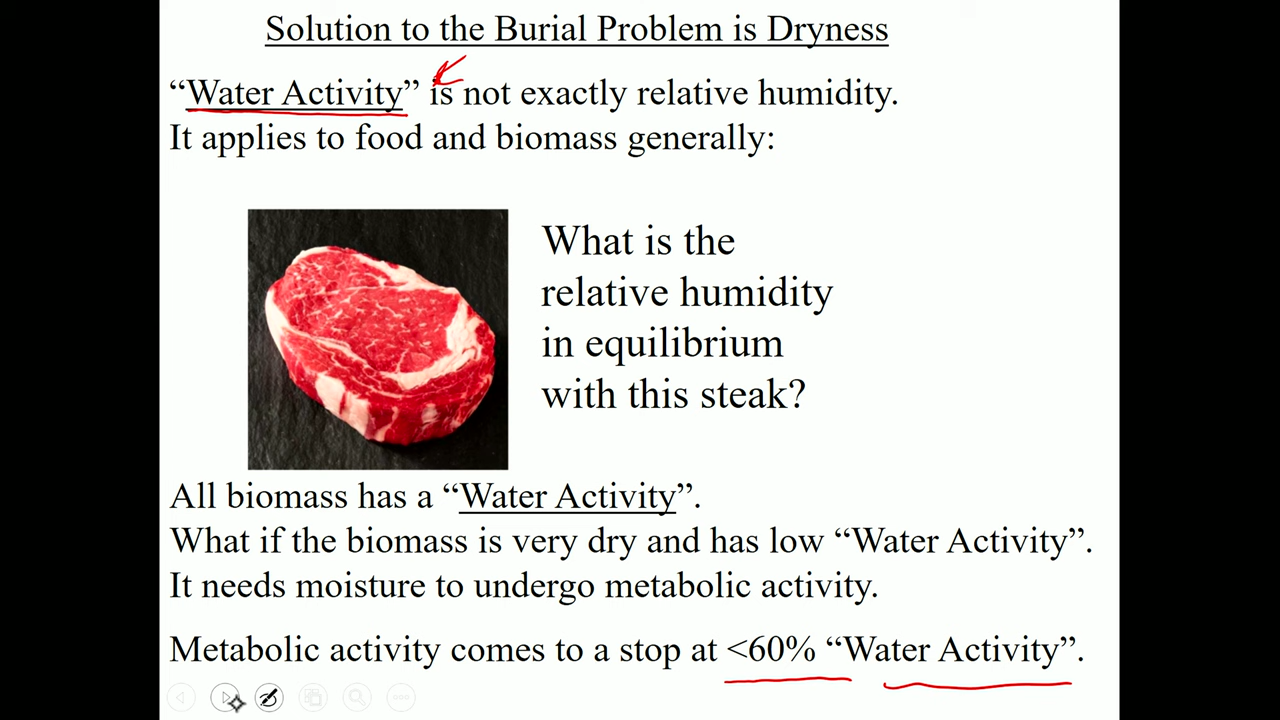 Solution to the Burial Problem is Dryness
“Water Activity” is not exactly relative humidity.
It applies to food and biomass generally:
What is the
relative humidity
in equilibrium
with this steak?
All biomass has a “Water Activity”.
What if the biomass is very dry and has low “Water Activity”.
It needs moisture to undergo metabolic activity.
Metabolic activity comes to a stop at <60% “Water Activity”.